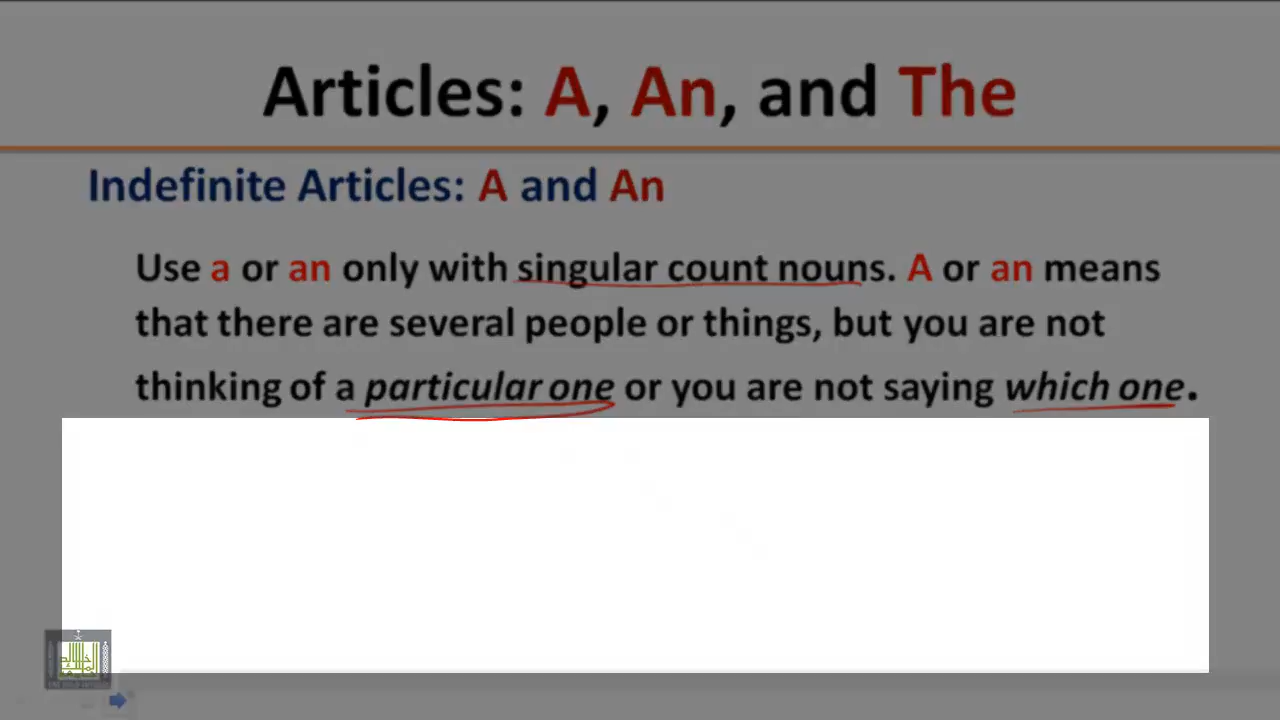 Articles: A, An, and The
Indefinite Articles: A and An
Use a or an only with singular count nouns. A or an means
that there are several people or things, but you are not
thinking of a particular one or you are not saying which one.